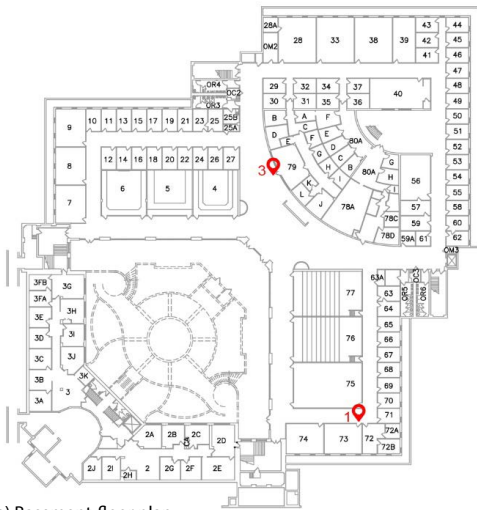 28A 28 33 38 39 43 44
42 45
OM2 41 46
47
OR4 29 32 34 37 40 48
DC2 30 31 35 36 49
OR3 50
9 10 11 13 15 17 19 21 23 25 25B B A F 51
25A D C F 52
E F E 80A 53
8 12 14 16 18 20 22 24 26 27 3 79 G D C G 56 54
H B 80A H 55
6 5 4 K I I 57 58
7 L J 78A 78C 59 60
78D 59A 61 62
OM3
3FB 3G 63A DC3
3FA 77 63 OR5 OR6
3E 3H 64
3D 3I 65
76 66
3C 3J 67
3B 3K 68
3 75 69
3A 70
1 71
2A 2B 2C 2D 74 73 72 72A
2J 2I 2H 2 2G 2F 2E 72B